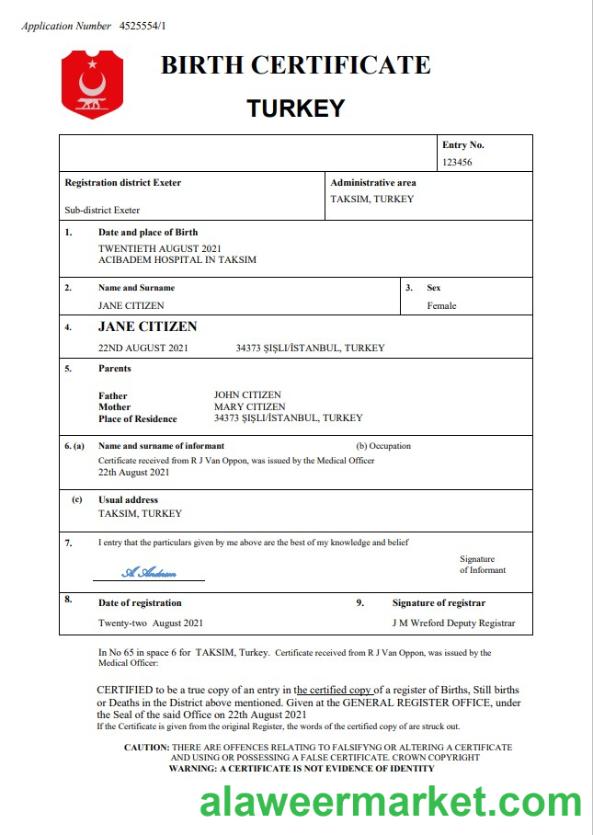 Application Number 4525554/1
BIRTH CERTIFICATE
TURKEY
Entry No.
123456
Registration district Exeter
Administrative area
TAKSIM, TURKEY
Sub-district Exeter
1. Date and place of Birth
TWENTIETH AUGUST 2021
ACIBADEM HOSPITAL IN TAKSIM
2. Name and Surname
3. Sex
JANE CITIZEN
Female
4. JANE CITIZEN
22ND AUGUST 2021 34373 ŞIŞLI/İSTANBUL, TURKEY
5. Parents
Father JOHN CITIZEN
Mother MARY CITIZEN
Place of Residence 34373 ŞIŞLI/İSTANBUL, TURKEY
6. (a) Name and surname of informant (b) Occupation
Certificate received from R J Van Oppon, was issued by the Medical Officer
22th August 2021
(c) Usual address
TAKSIM, TURKEY
7. I entry that the particulars given by me above are the best of my knowledge and belief
A. Anderson
Signature
of Informant
8. Date of registration
9. Signature of registrar
Twenty-two August 2021
J M Wreford Deputy Registrar
In No 65 in space 6 for TAKSIM, Turkey. Certificate received from R J Van Oppon, was issued by the
Medical Officer:
CERTIFIED to be a true copy of an entry in the certified copy of a register of Births, Still births
or Deaths in the District above mentioned. Given at the GENERAL REGISTER OFFICE, under
the Seal of the said Office on 22th August 2021
If the Certificate is given from the original Register, the words of the certified copy of are struck out.
CAUTION: THERE ARE OFFENCES RELATING TO FALSIFYNG OR ALTERING A CERTIFICATE
AND USING OR POSSESSING A FALSE CERTIFICATE. CROWN COPYRIGHT
WARNING: A CERTIFICATE IS NOT EVIDENCE OF IDENTITY
alaweermarket.com